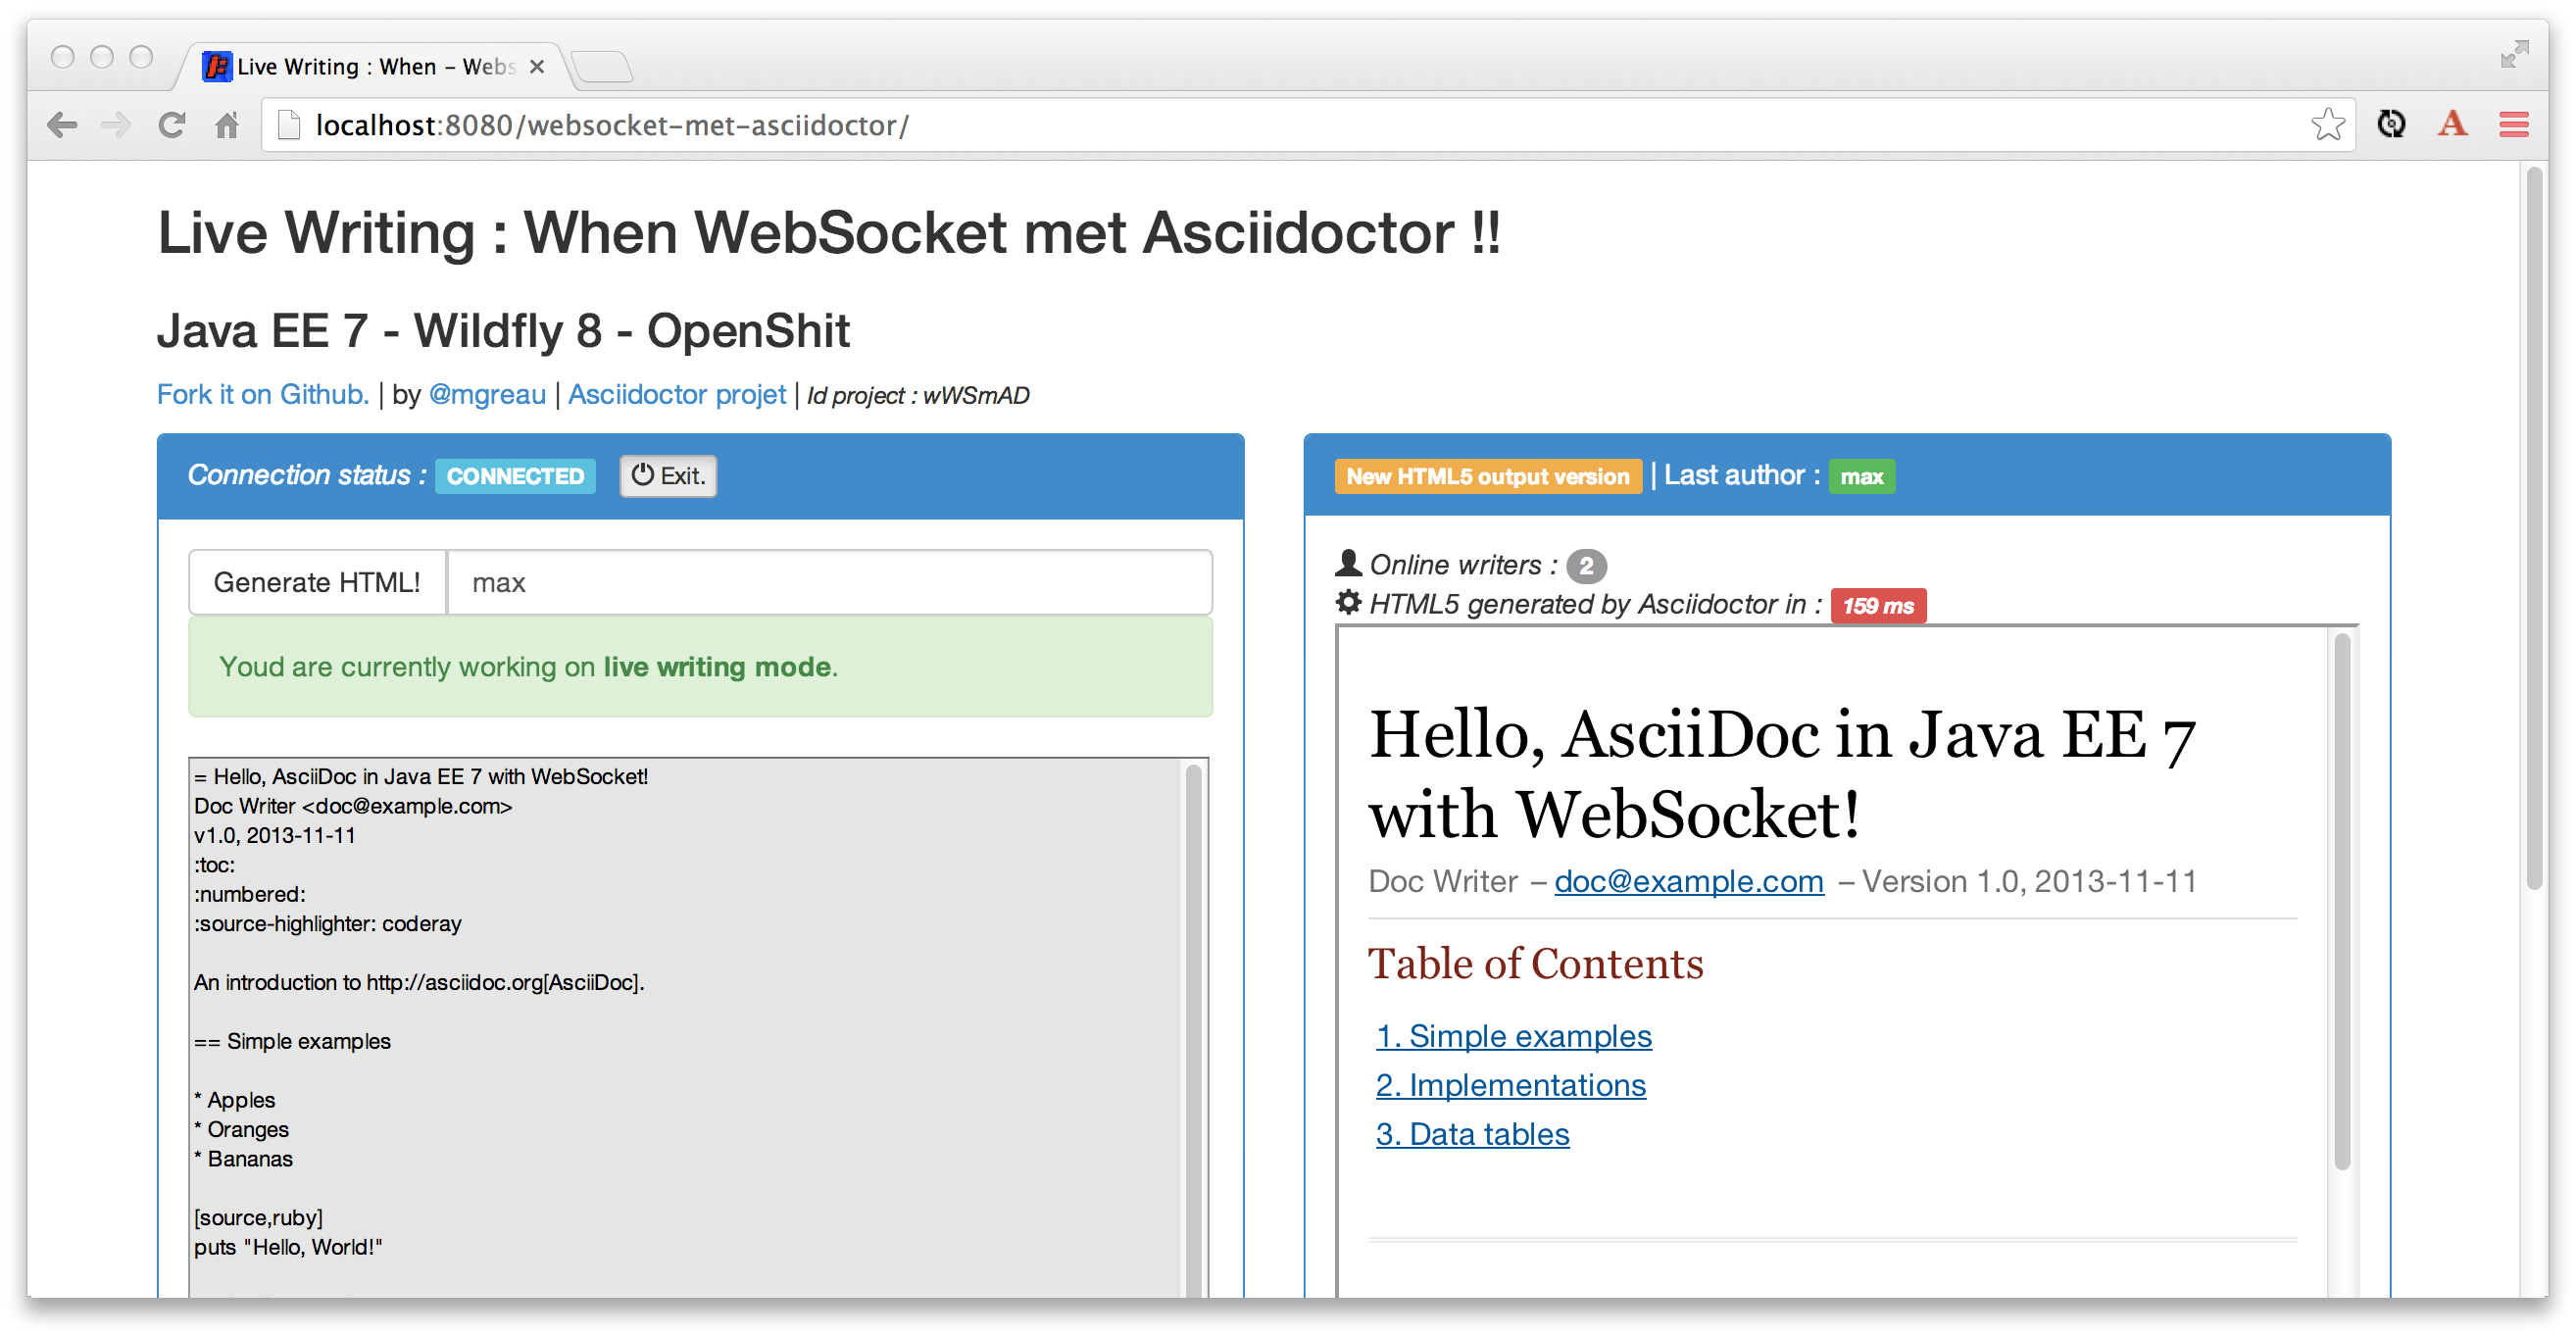 Live Writing : When - Webs
localhost:8080/websocket-met-asciidoctor/
A
Live Writing : When WebSocket met Asciidoctor !!
Java EE 7 - Wildfly 8 - OpenShit
Fork it on Github. | by @mgreau | Asciidoctor projet | Id project : wWSmAD
Connection status : CONNECTED Exit.
Generate HTML! max
Youd are currently working on live writing mode.
= Hello, AsciiDoc in Java EE 7 with WebSocket!
Doc Writer <doc@example.com>
v1.0, 2013-11-11
:toc:
:numbered:
:source-highlighter: coderay
An introduction to http://asciidoc.org[AsciiDoc].
== Simple examples
* Apples
* Oranges
* Bananas
[source,ruby]
puts "Hello, World!"
New HTML5 output version | Last author : max
Online writers : 2
HTML5 generated by Asciidoctor in : 159 ms
Hello, AsciiDoc in Java EE 7
with WebSocket!
Doc Writer – doc@example.com – Version 1.0, 2013-11-11
Table of Contents
1. Simple examples
2. Implementations
3. Data tables